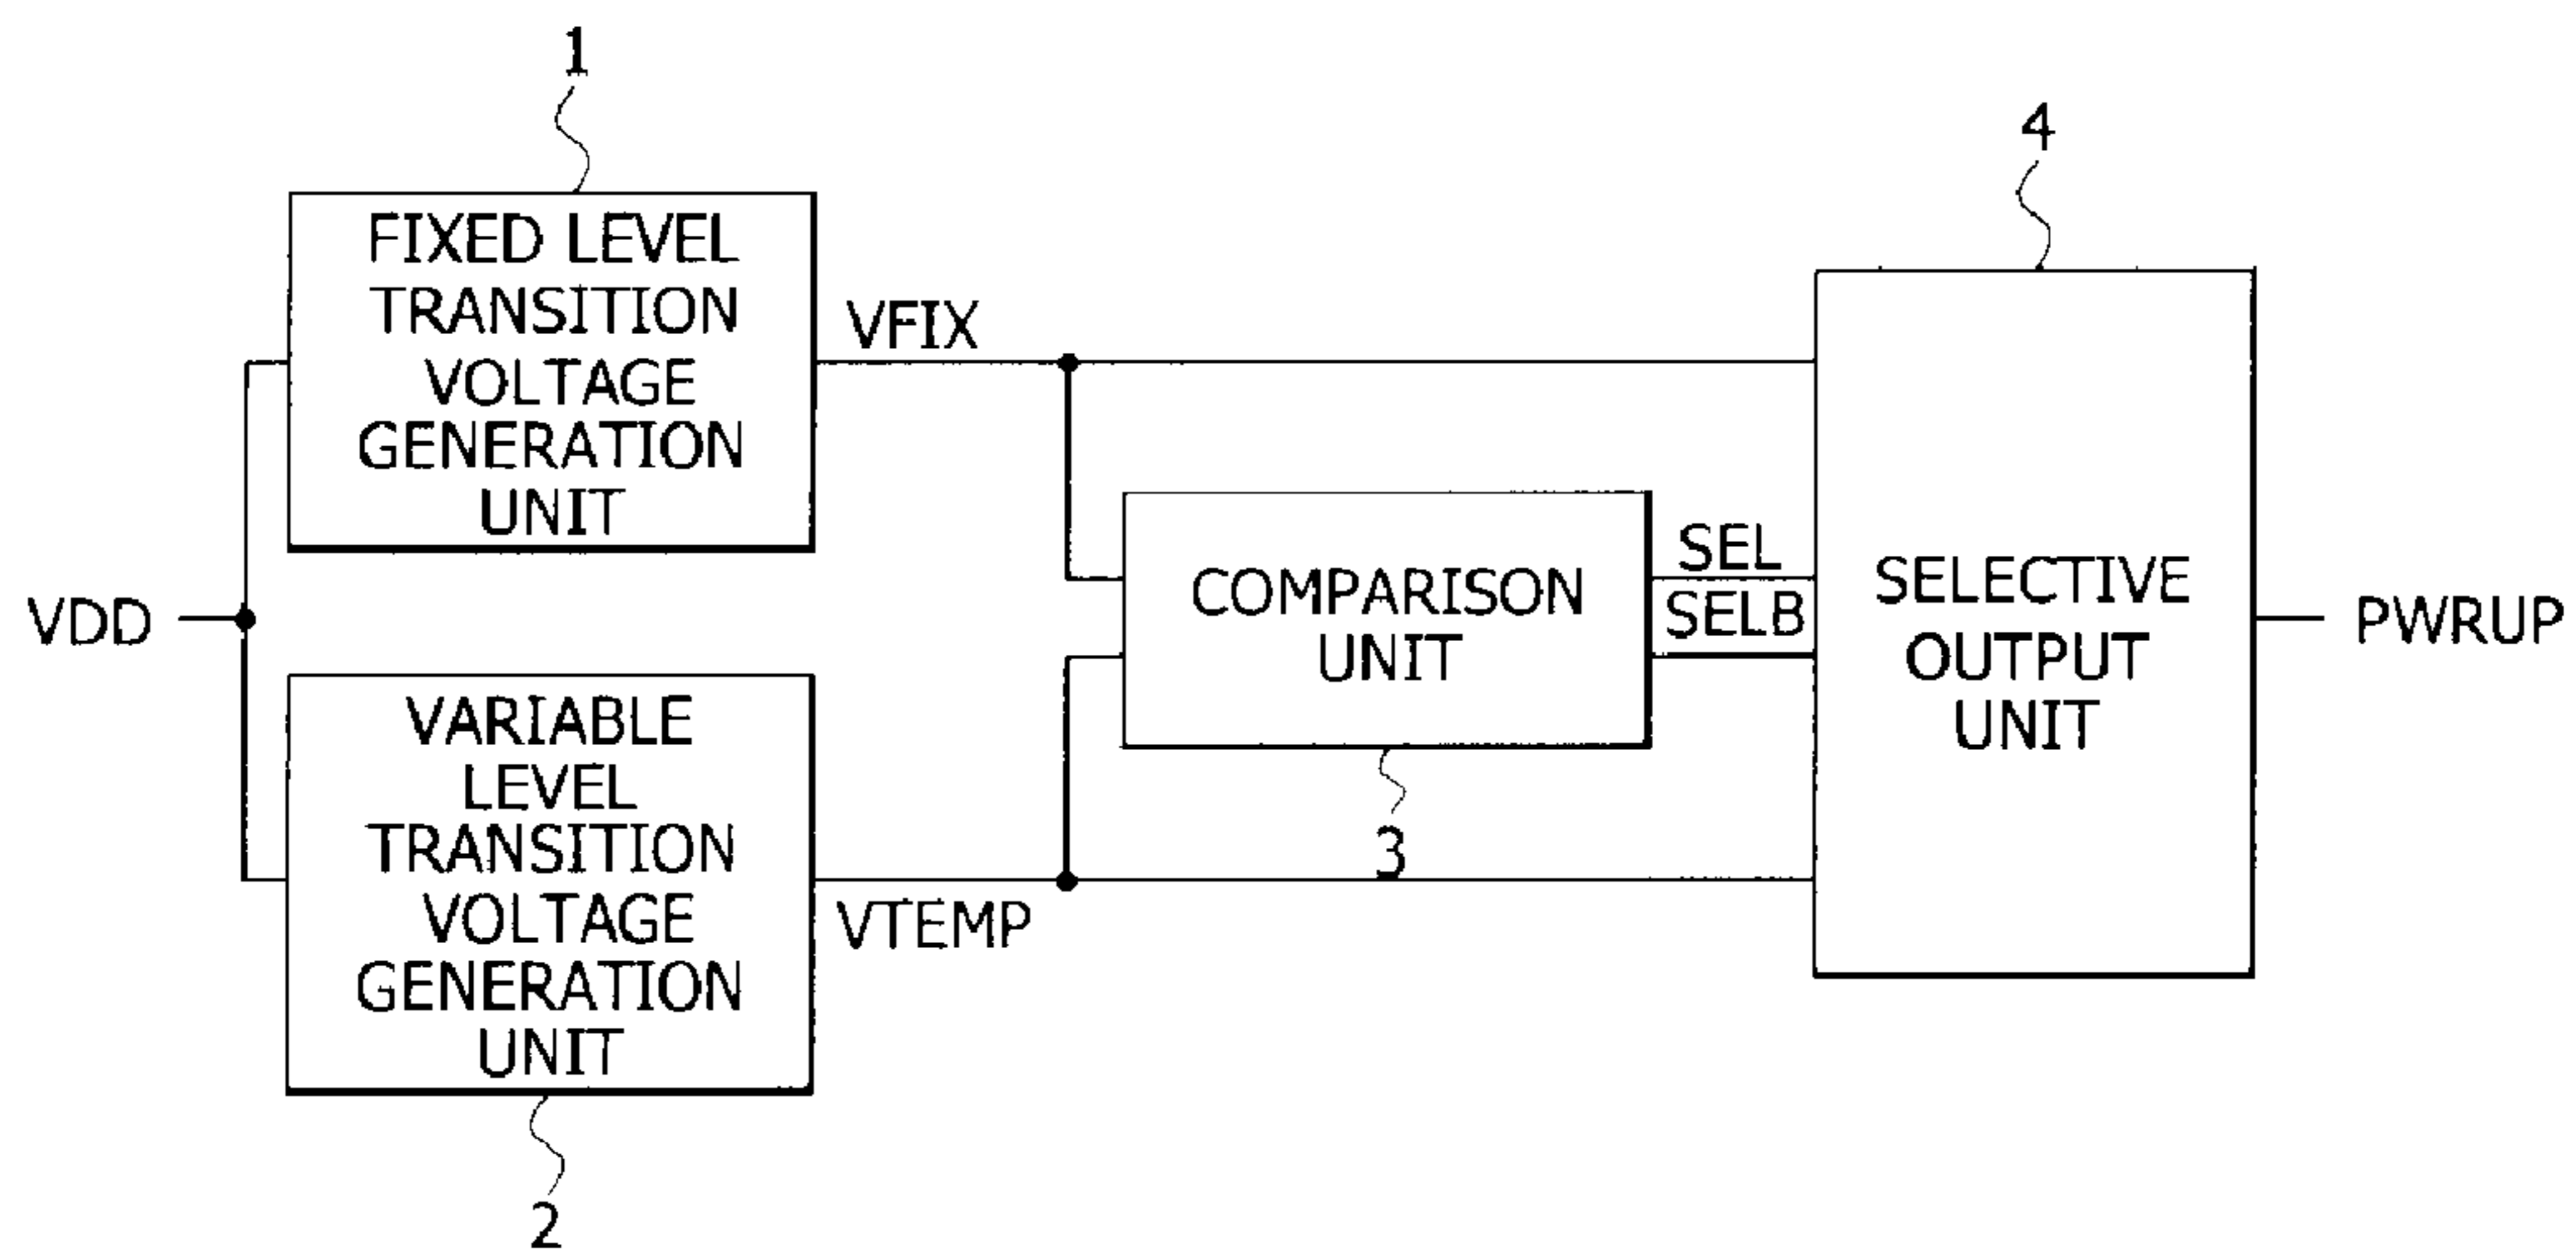 1
FIXED LEVEL
TRANSITION
VOLTAGE
GENERATION
UNIT
VFIX
4
VDD
COMPARISON
UNIT
3
SEL
SELB
SELECTIVE
OUTPUT
UNIT
PWRUP
VARIABLE
LEVEL
TRANSITION
VOLTAGE
GENERATION
UNIT
VTEMP
2